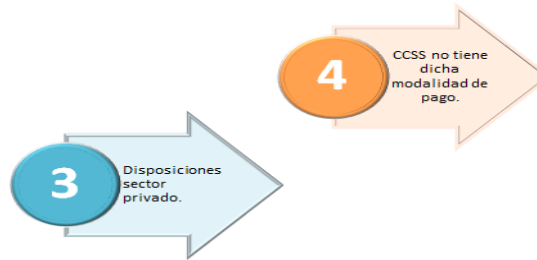 4
CCSS no tiene
dicha
modalidad de
pago.
3
Disposiciones
sector
privado.